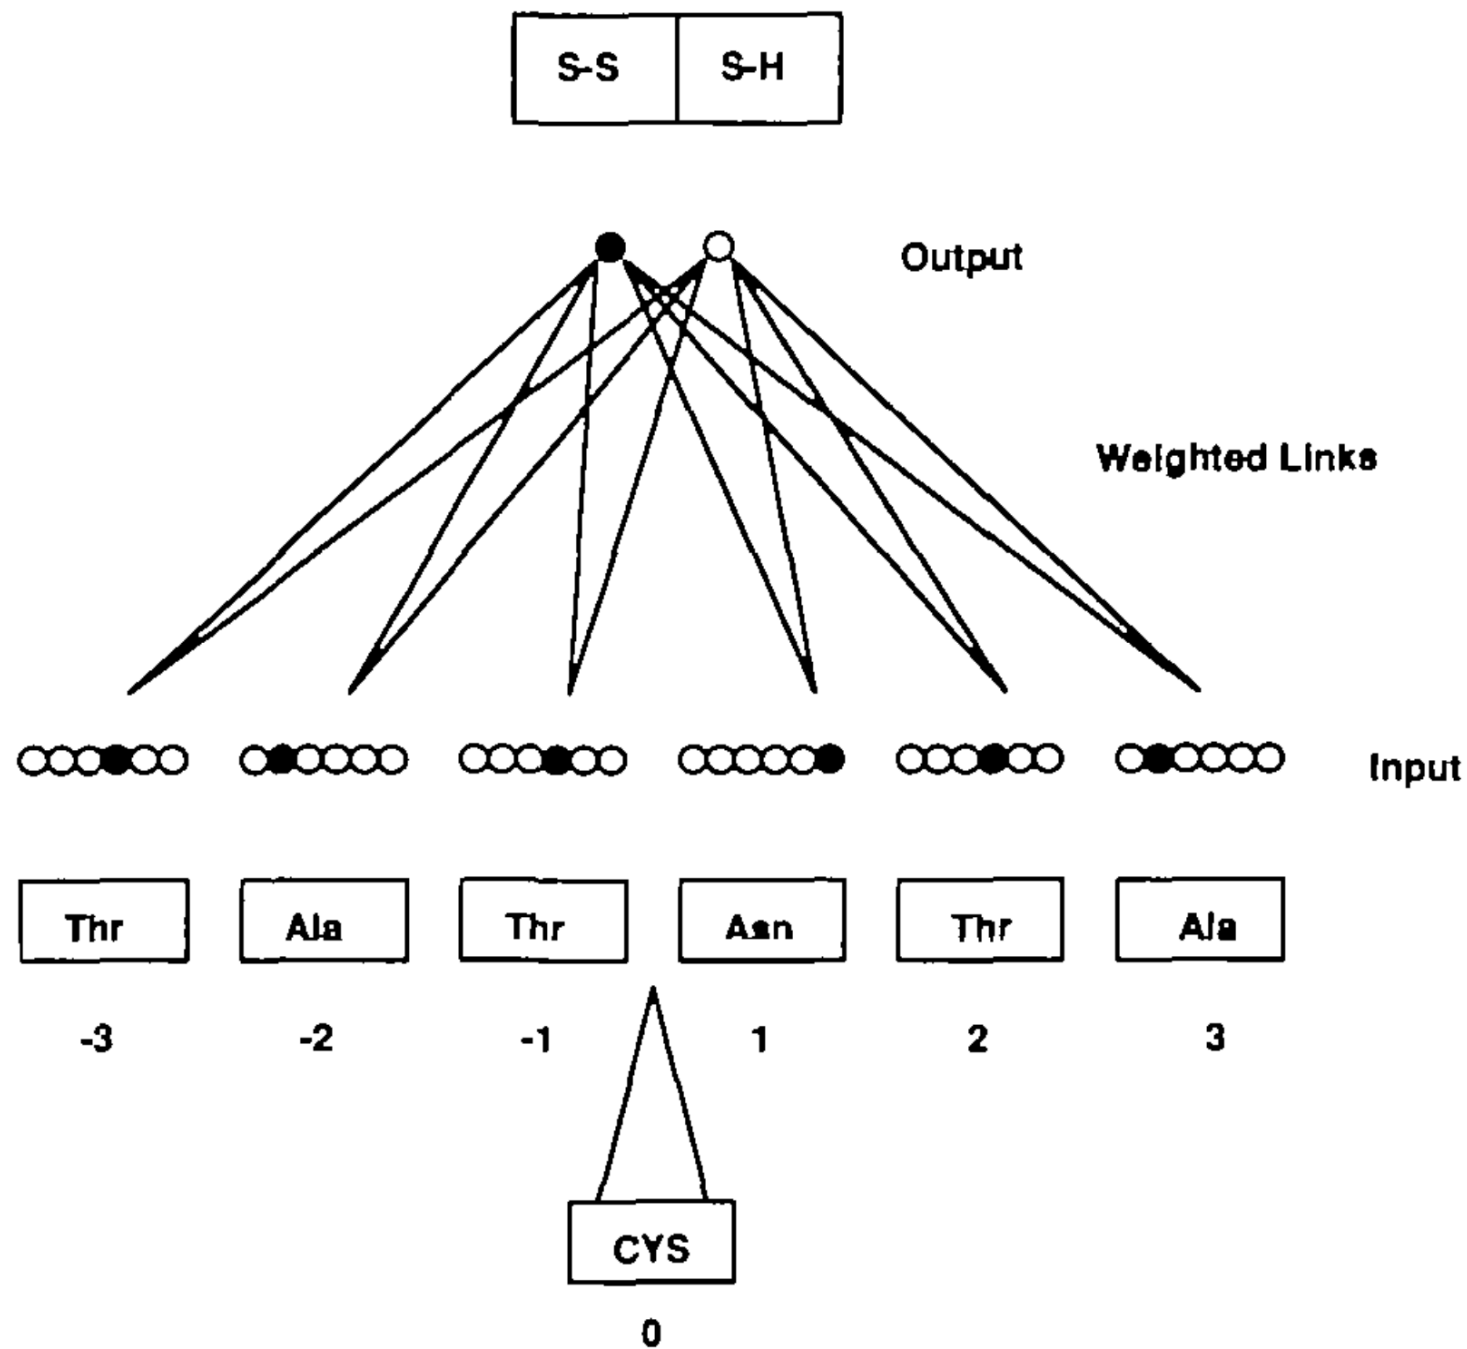 S-S S-H
Output
Weighted Links
Input
Thr Ala Thr Asn Thr Ala
-3 -2 -1 1 2 3
CYS
0